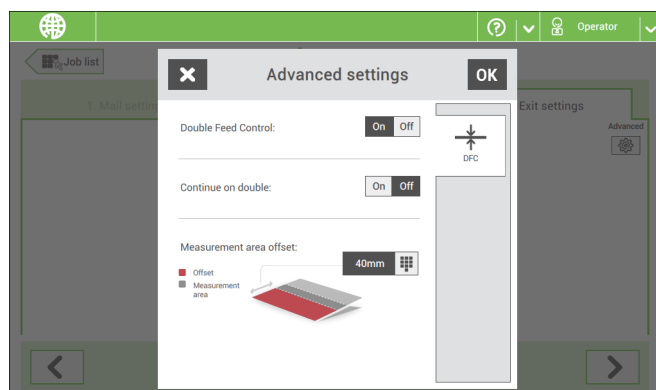 Operator
Job list
Advanced settings
OK
1. Mail settin
Exit settings
Advanced
Double Feed Control:
On Off
DFC
Continue on double:
On Off
Measurement area offset:
40mm
Offset
Measurement
area